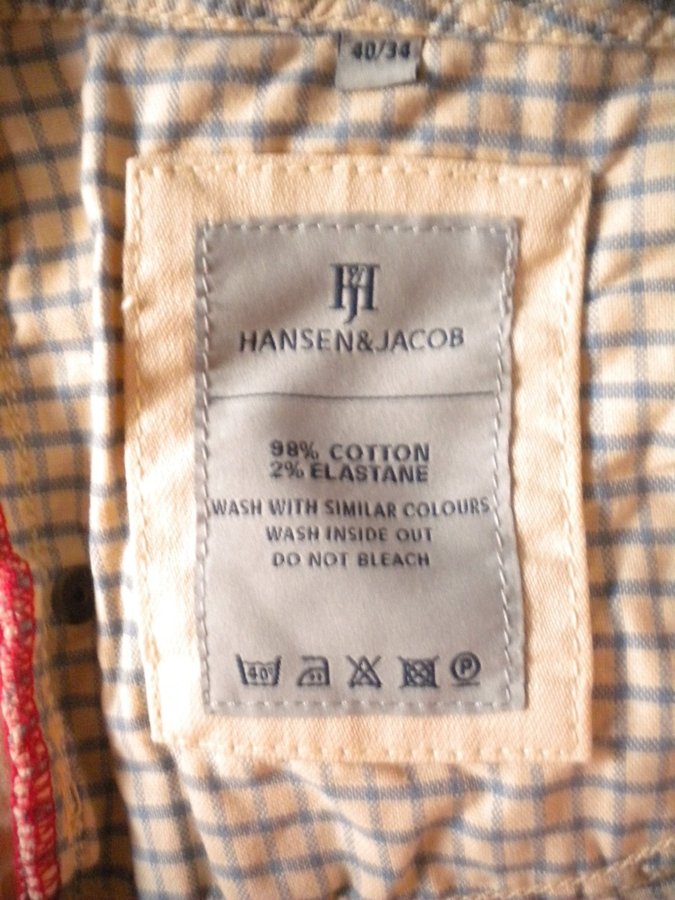 40/34
H&J
HANSEN&JACOB
98% COTTON
2% ELASTANE
WASH WITH SIMILAR COLOURS
WASH INSIDE OUT
DO NOT BLEACH
40
P